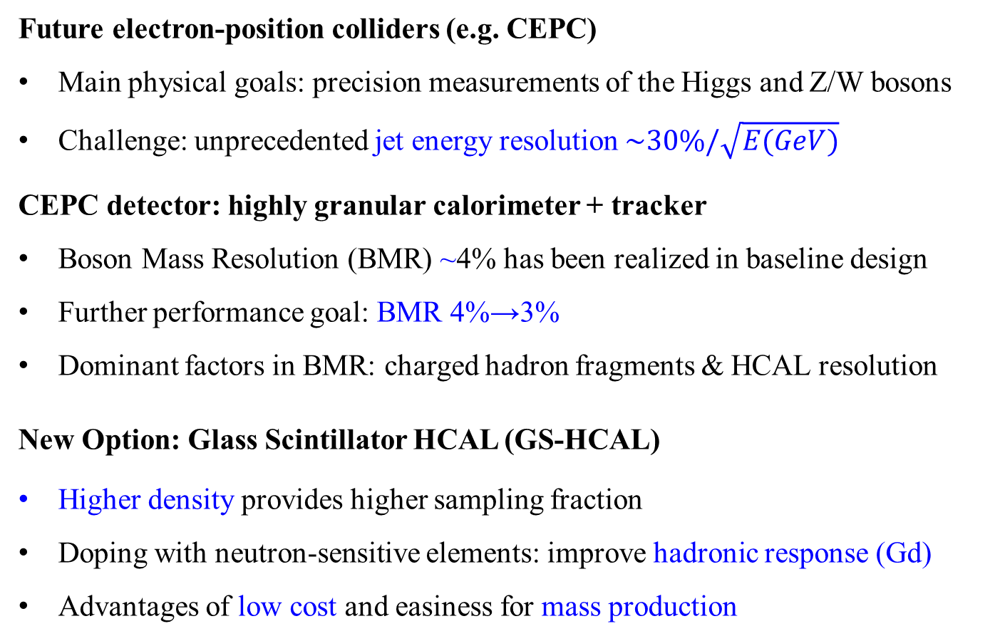 Future electron-position colliders (e.g. CEPC)
• Main physical goals: precision measurements of the Higgs and Z/W bosons
• Challenge: unprecedented jet energy resolution ~30%/√E(GeV)
CEPC detector: highly granular calorimeter + tracker
• Boson Mass Resolution (BMR) ~4% has been realized in baseline design
• Further performance goal: BMR 4%→3%
• Dominant factors in BMR: charged hadron fragments & HCAL resolution
New Option: Glass Scintillator HCAL (GS-HCAL)
• Higher density provides higher sampling fraction
• Doping with neutron-sensitive elements: improve hadronic response (Gd)
• Advantages of low cost and easiness for mass production